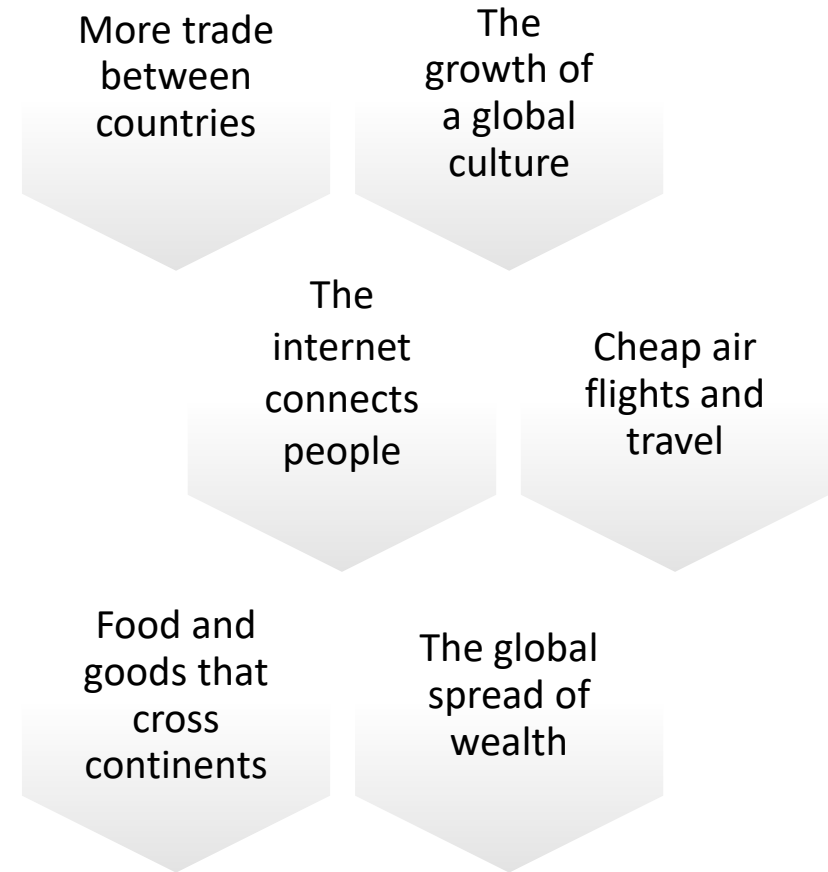 More trade
between
countries
The
growth of
a global
culture
The
internet
connects
people
Cheap air
flights and
travel
Food and
goods that
cross
continents
The global
spread of
wealth